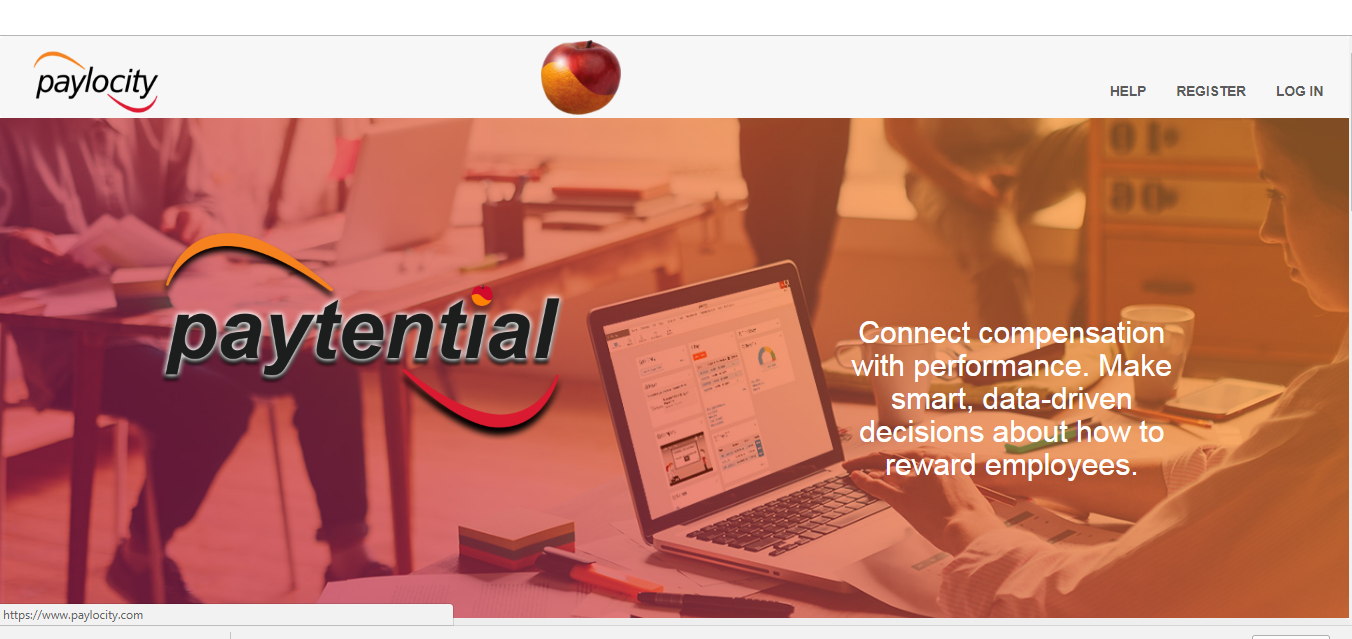 paylocity
HELP REGISTER LOG IN
paytential
Connect compensation
with performance. Make
smart, data-driven
decisions about how to
reward employees.
https://www.paylocity.com